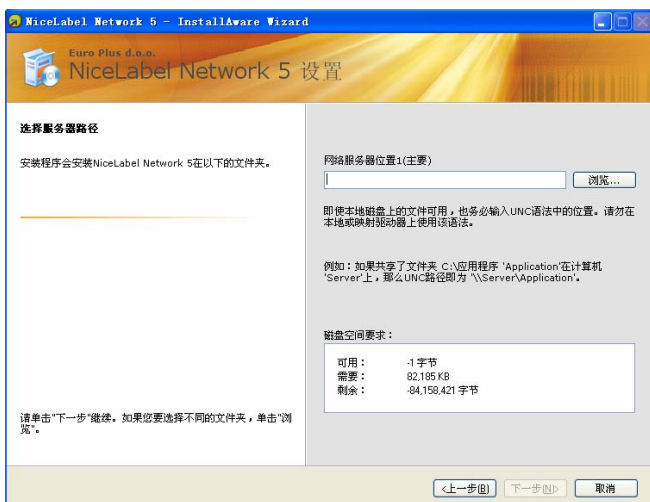 NiceLabel Network 5 - InstallAware Wizard
Euro Plus d.o.o.
NiceLabel Network 5 设置
选择服务器路径
安装程序会安装NiceLabel Network 5在以下的文件夹。
网络服务器位置1(主要)
浏览...
即使本地磁盘上的文件可用，也务必输入UNC语法中的位置。请勿在
本地或映射驱动器上使用该语法。
例如：如果共享了文件夹 C:\应用程序 'Application'在计算机
'Server'上，那么UNC路径即为 '\\Server\Application'。
磁盘空间要求：
可用： -1 字节
需要： 82,185 KB
剩余： -84,158,421 字节
请单击"下一步"继续。如果您要选择不同的文件夹，单击"浏
览"。
<上一步(B) 下一步(N)> 取消